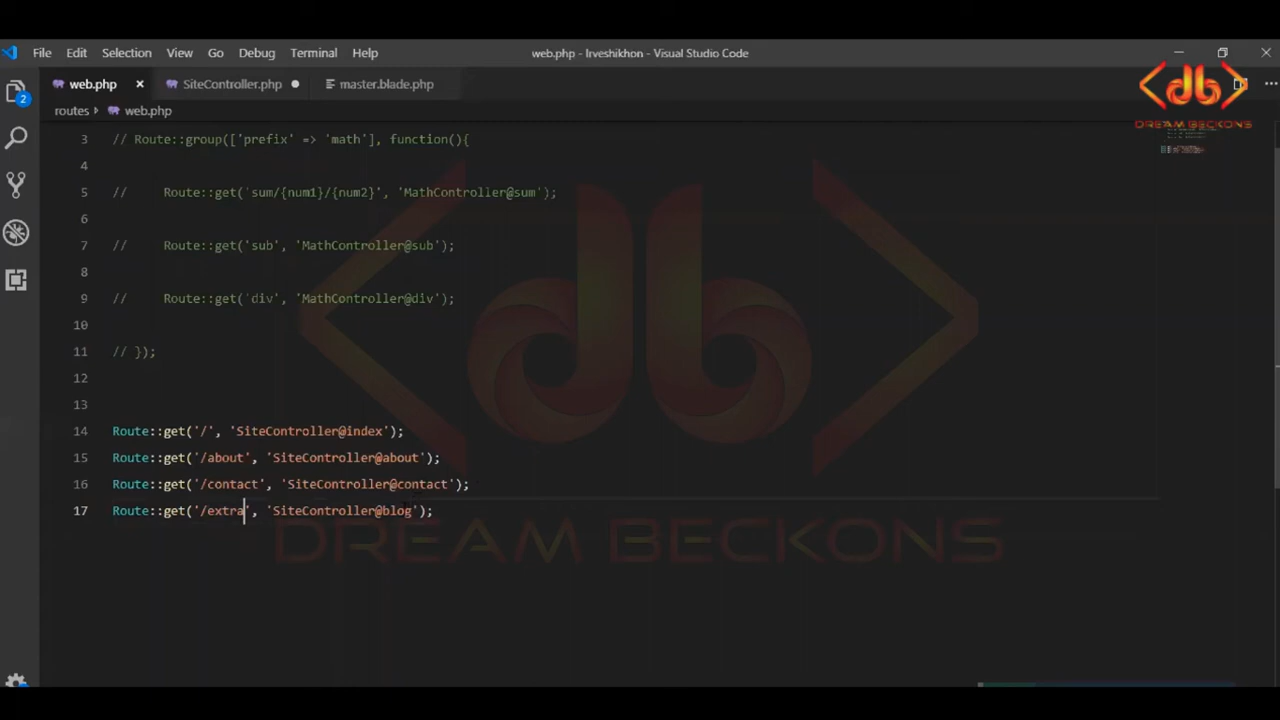 File Edit Selection View Go Debug Terminal Help web.php - lrveshikhon - Visual Studio Code
web.php SiteController.php master.blade.php
routes web.php
2
db
DREAM BECKONS
3 // Route::group(['prefix' => 'math'], function(){
4
5 // Route::get('sum/{num1}/{num2}', 'MathController@sum');
6
7 // Route::get('sub', 'MathController@sub');
8
9 // Route::get('div', 'MathController@div');
10
11 // });
12
13
14 Route::get('/', 'SiteController@index');
15 Route::get('/about', 'SiteController@about');
16 Route::get('/contact', 'SiteController@contact');
17 Route::get('/extra', 'SiteController@blog');
db
DREAM BECKONS